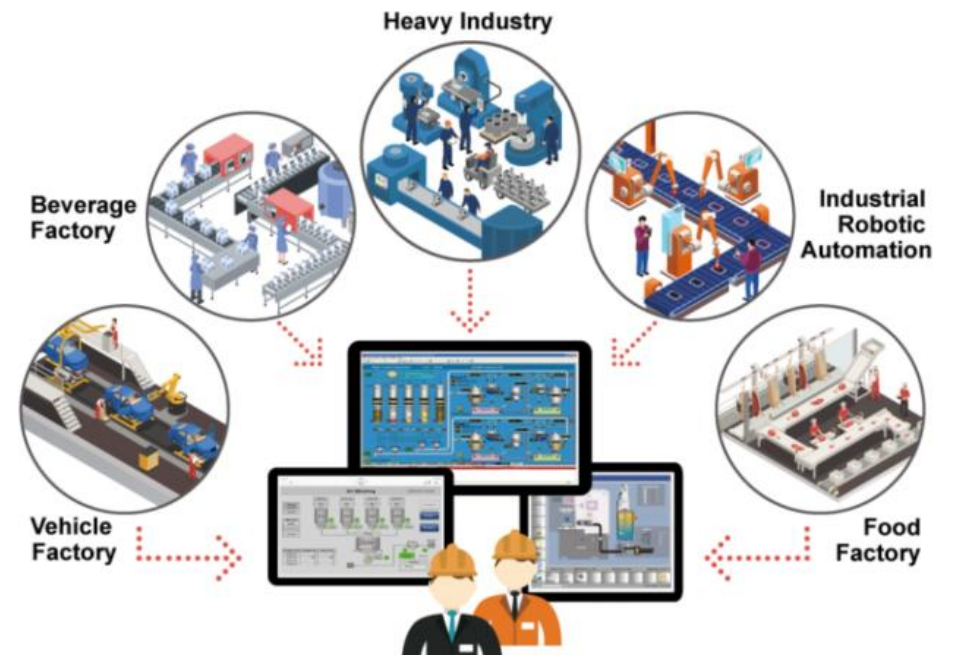 Heavy Industry
Beverage
Factory
Industrial
Robotic
Automation
Vehicle
Factory
Food
Factory